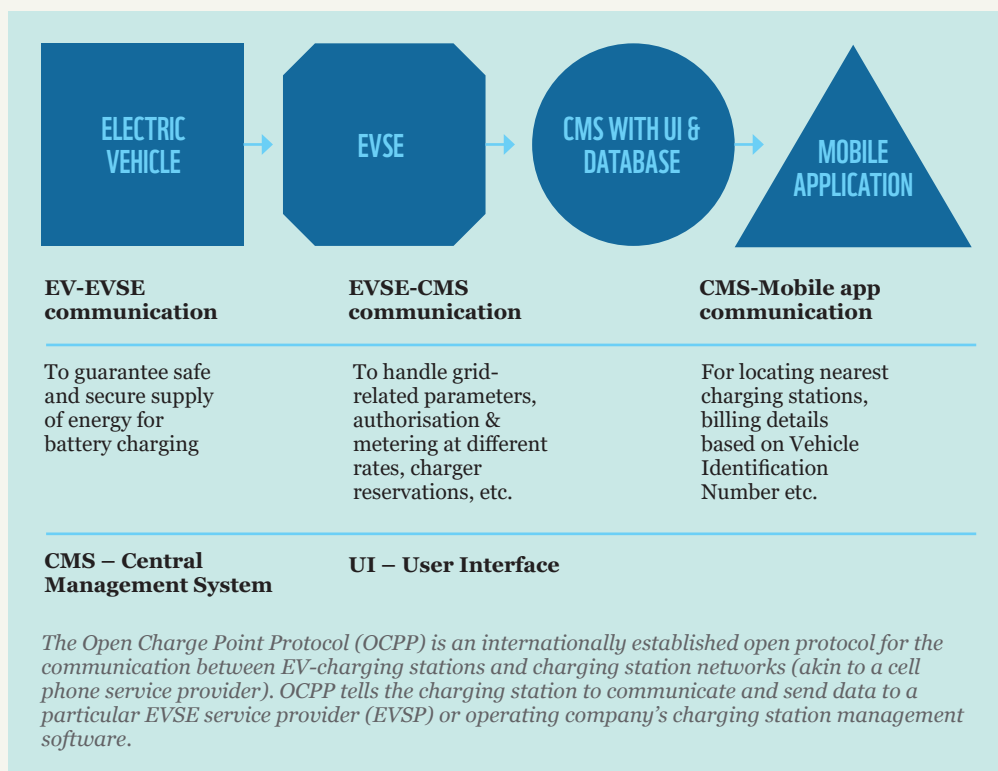 ELECTRIC
VEHICLE
EVSE
CMS WITH UI &
DATABASE
MOBILE
APPLICATION
EV-EVSE
communication
EVSE-CMS
communication
CMS-Mobile app
communication
To guarantee safe
and secure supply
of energy for
battery charging
To handle grid-
related parameters,
authorisation &
metering at different
rates, charger
reservations, etc.
For locating nearest
charging stations,
billing details
based on Vehicle
Identification
Number etc.
CMS – Central
Management System
UI – User Interface
The Open Charge Point Protocol (OCPP) is an internationally established open protocol for the
communication between EV-charging stations and charging station networks (akin to a cell
phone service provider). OCPP tells the charging station to communicate and send data to a
particular EVSE service provider (EVSP) or operating company's charging station management
software.